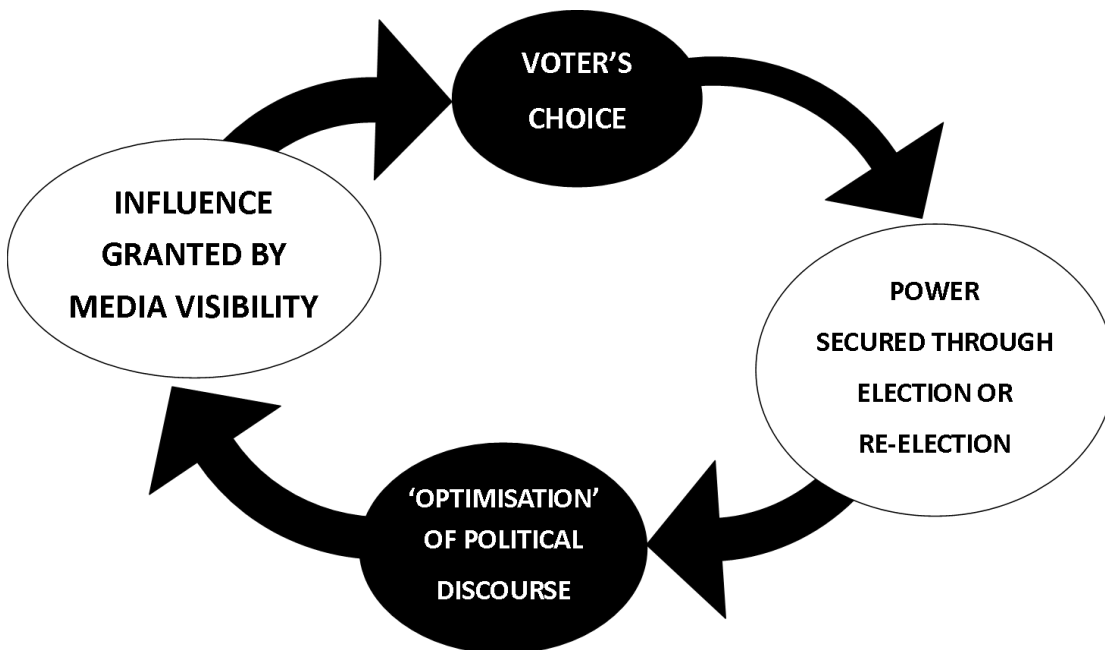 VOTER’S
CHOICE
INFLUENCE
GRANTED BY
MEDIA VISIBILITY
POWER
SECURED THROUGH
ELECTION OR
RE-ELECTION
‘OPTIMISATION’
OF POLITICAL
DISCOURSE